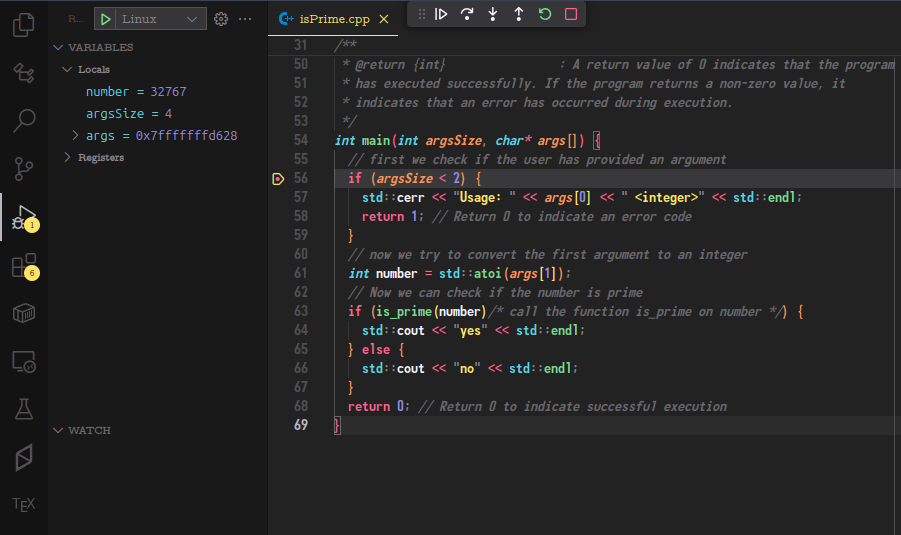 R... Linux ...
isPrime.cpp
VARIABLES
Locals
number = 32767
argsSize = 4
args = 0x7fffffffd628
Registers
1
6
TEX
WATCH
31 /**
50 * @return {int} : A return value of 0 indicates that the program
51 * has executed successfully. If the program returns a non-zero value, it
52 * indicates that an error has occurred during execution.
53 */
54 int main(int argsSize, char* args[]) {
55 // first we check if the user has provided an argument
56 if (argsSize < 2) {
57 std::cerr << "Usage: " << args[0] << " <integer>" << std::endl;
58 return 1; // Return 0 to indicate an error code
59 }
60 // now we try to convert the first argument to an integer
61 int number = std::atoi(args[1]);
62 // Now we can check if the number is prime
63 if (is_prime(number)/* call the function is_prime on number */) {
64 std::cout << "yes" << std::endl;
65 } else {
66 std::cout << "no" << std::endl;
67 }
68 return 0; // Return 0 to indicate successful execution
69 }